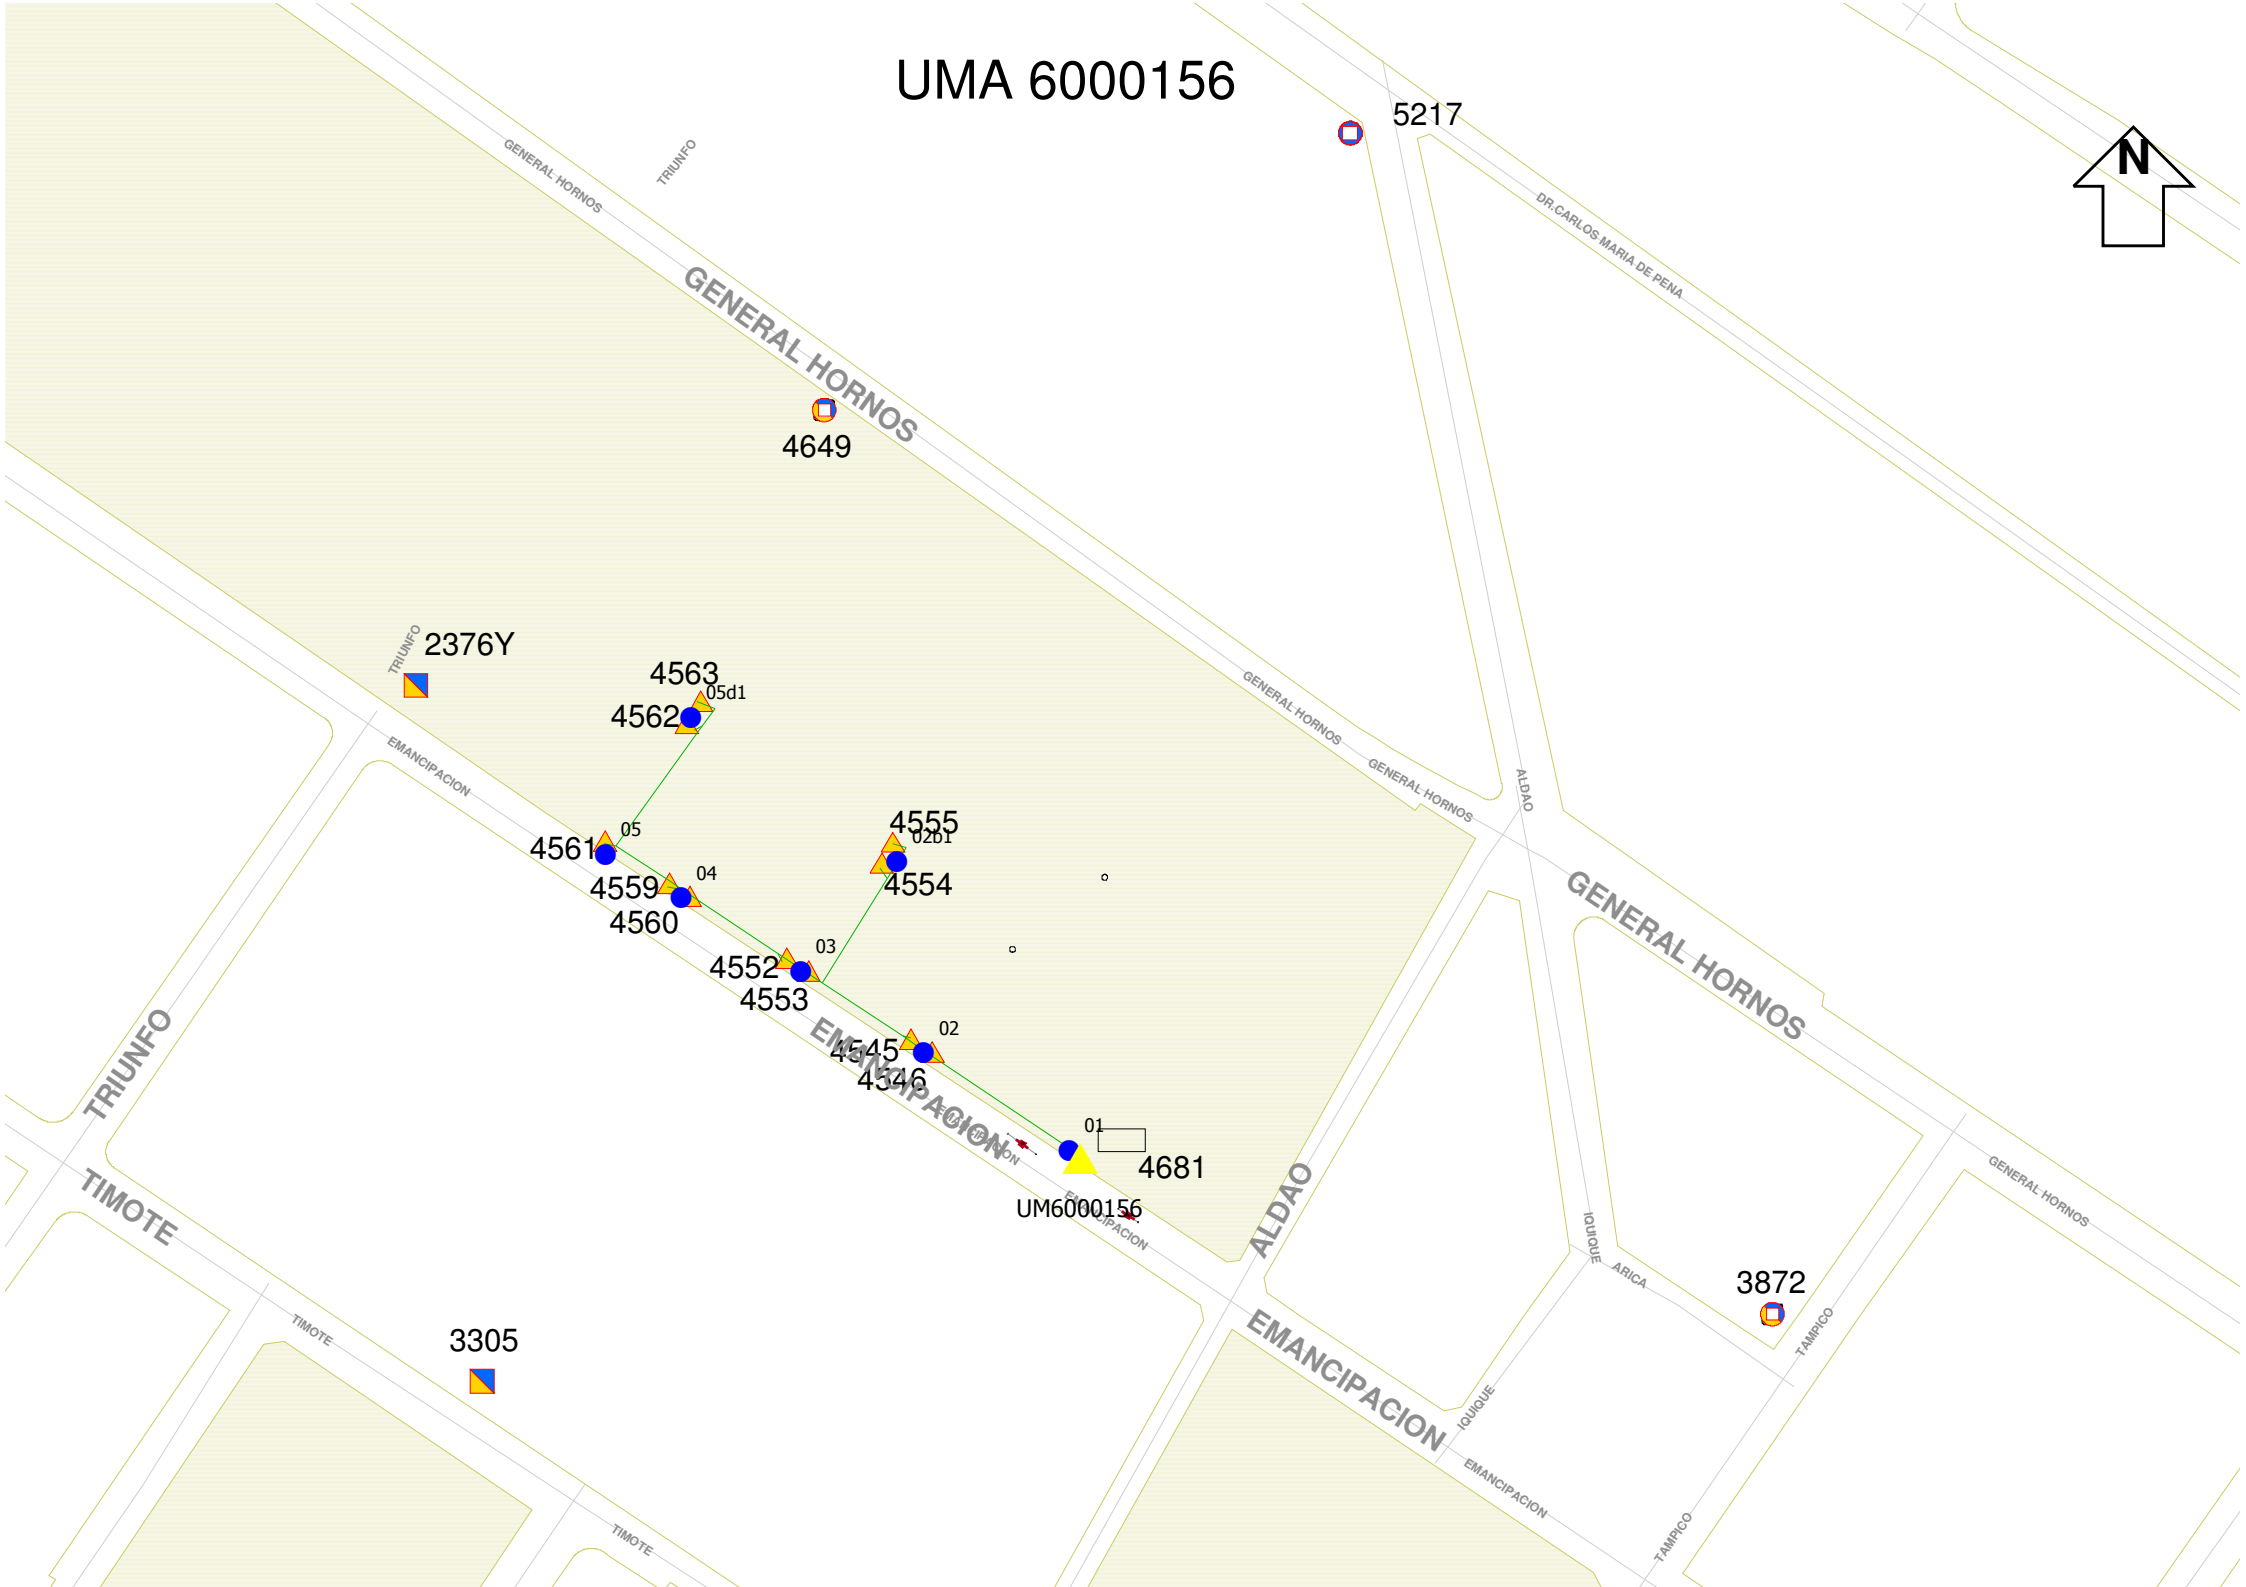 UMA 6000156
5217
N
GENERAL HORNOS
TRIUNFO
DR.CARLOS MARIA DE PENA
GENERAL HORNOS
4649
TRIUNFO
2376Y
4563
05d1
4562
GENERAL HORNOS
EMANCIPACION
GENERAL HORNOS
ALDAO
4555
02b1
05
4561
4554
04
4559
4560
GENERAL HORNOS
03
4552
4553
02
4545
4546
EMANCIPACION
EMANCIPACION
TRIUNFO
01
4681
UM6000156
EMANCIPACION
ALDAO
TIMOTE
GENERAL HORNOS
IQUIQUE
ARICA
3872
TAMPICO
TIMOTE
3305
EMANCIPACION
IQUIQUE
EMANCIPACION
TIMOTE
TAMPICO